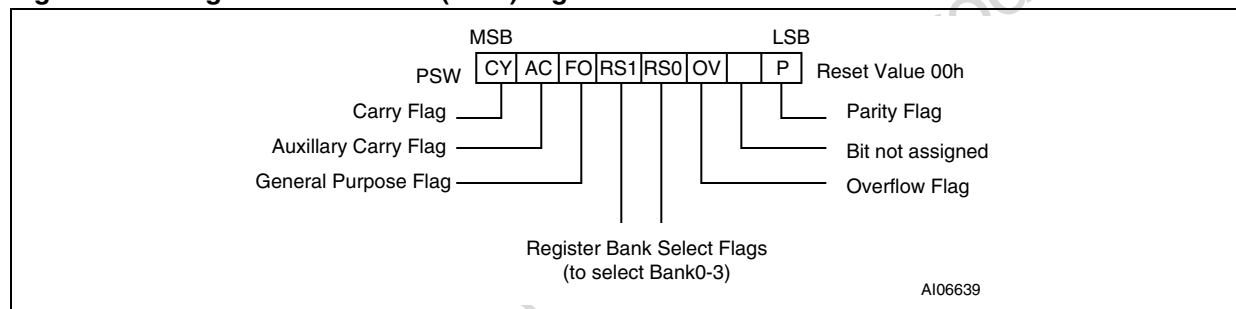 MSB LSB
PSW CY AC FO RS1 RS0 OV P Reset Value 00h
Carry Flag Parity Flag
Auxillary Carry Flag Bit not assigned
General Purpose Flag Overflow Flag
Register Bank Select Flags
(to select Bank0-3)
AI06639